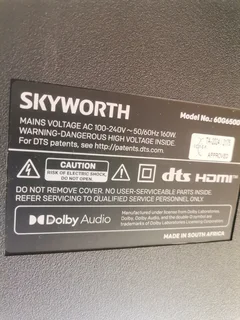 SKYWORTH
Model No.: 60G6600
MAINS VOLTAGE AC 100-240V~50/60Hz 160W
WARNING-DANGEROUS HIGH VOLTAGE INSIDE.
For DTS patents, see http://patents.dts.com.
CAUTION
RISK OF ELECTRIC SHOCK
DO NOT OPEN
dts HDMI™
DO NOT REMOVE COVER. NO USER-SERVICEABLE PARTS INSIDE.
REFER SERVICING TO QUALIFIED SERVICE PERSONNEL ONLY.
Dolby Audio
Manufactured under license from Dolby Laboratories.
Dolby, Dolby Audio, and the double-D symbol are
trademarks of Dolby Laboratories Licensing Corporation.
MADE IN SOUTH AFRICA